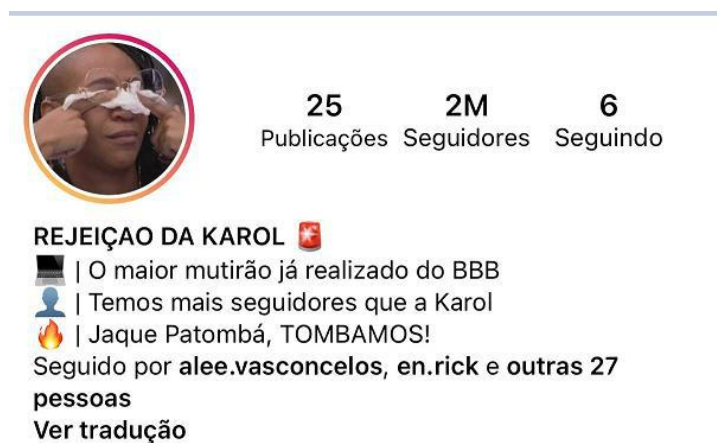 25 2M 6
Publicações Seguidores Seguindo
REJEIÇAO DA KAROL 🚨
💻 | O maior mutirão já realizado do BBB
👤 | Temos mais seguidores que a Karol
🔥 | Jaque Patombá, TOMBAMOS!
Seguido por alee.vasconcelos, en.rick e outras 27
pessoas
Ver tradução